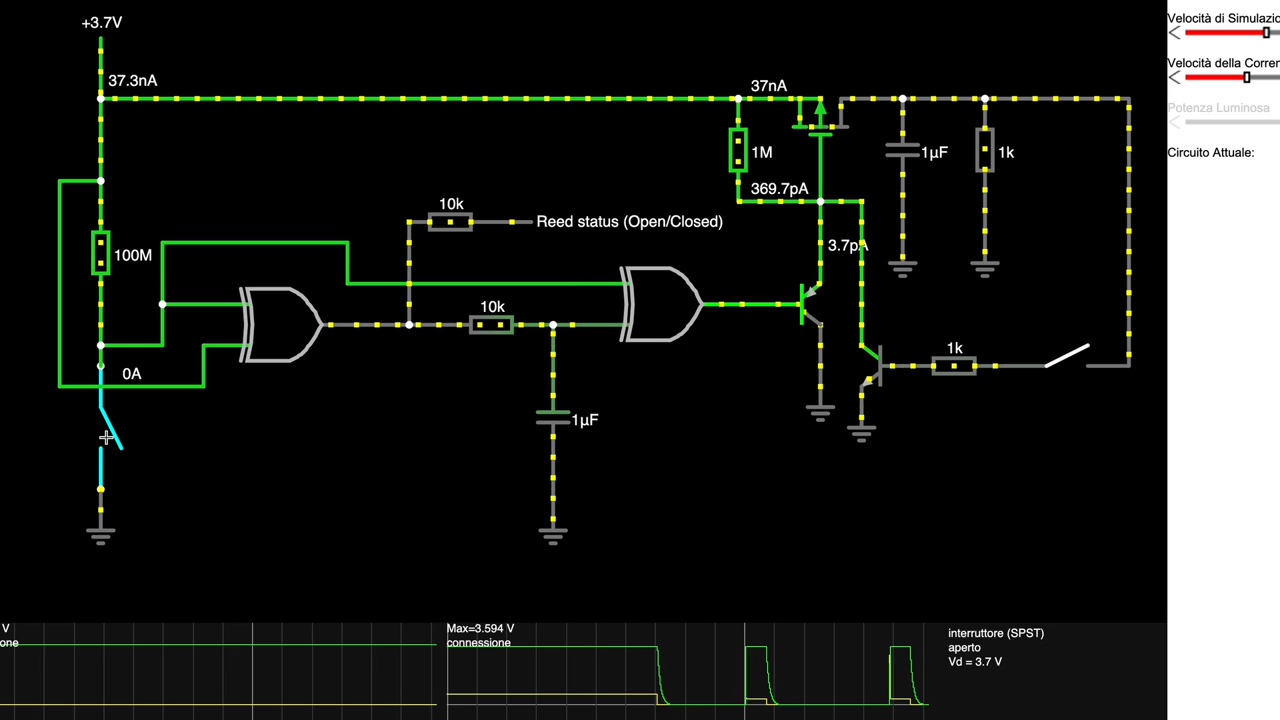 +3.7V
37.3nA
37nA
1M
1µF
1k
369.7pA
10k
Reed status (Open/Closed)
3.7pA
100M
10k
1k
0A
1µF
V
one
Max=3.594 V
connessione
interruttore (SPST)
aperto
Vd = 3.7 V
Velocità di Simulazio
Velocità della Corren
Potenza Luminosa
Circuito Attuale: